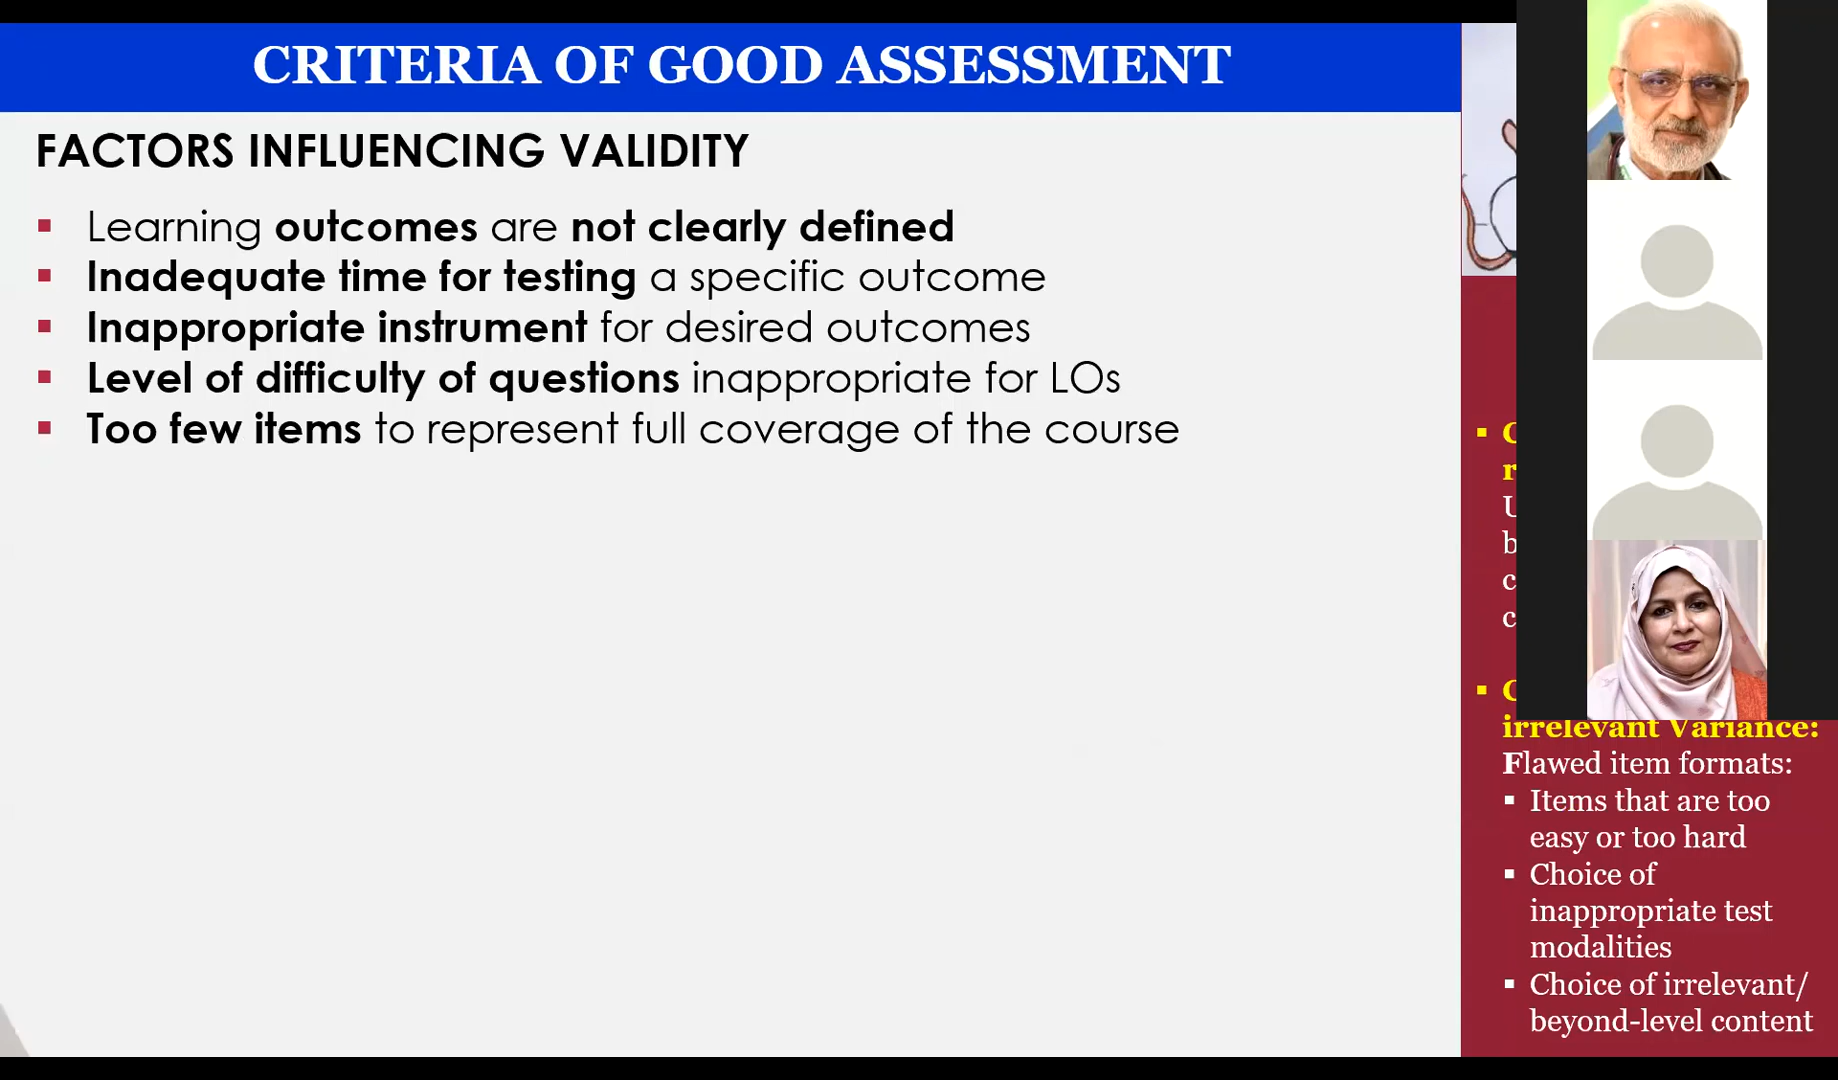 CRITERIA OF GOOD ASSESSMENT
FACTORS INFLUENCING VALIDITY
▪ Learning outcomes are not clearly defined
▪ Inadequate time for testing a specific outcome
▪ Inappropriate instrument for desired outcomes
▪ Level of difficulty of questions inappropriate for LOs
▪ Too few items to represent full coverage of the course
irrelevant Variance:
Flawed item formats:
▪ Items that are too
easy or too hard
▪ Choice of
inappropriate test
modalities
▪ Choice of irrelevant/
beyond-level content